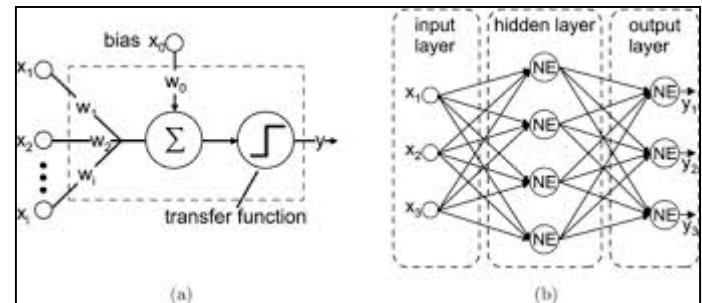 bias x₀
w₀
x₁
w₁
x₂
w₂
wᵢ
xᵢ
Σ
y
transfer function
(a)
input layer
hidden layer
output layer
x₁
x₂
x₃
NE
NE
NE
NE
NE
NE
NE
y₁
y₂
y₃
(b)